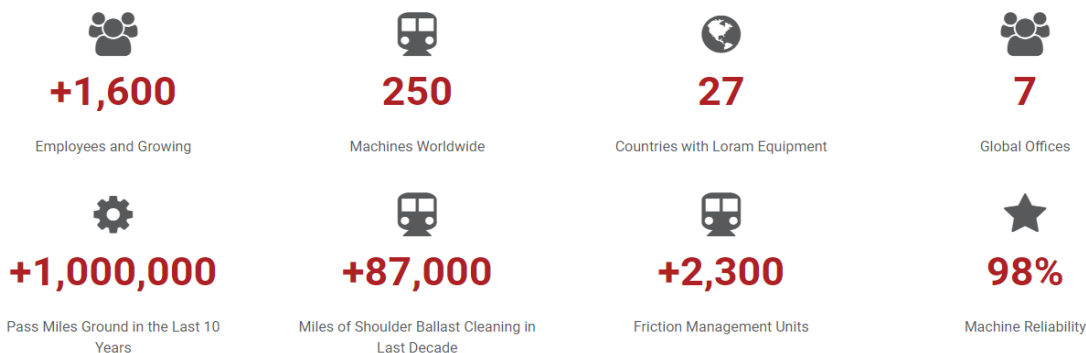 +1,600
250
27
7
Employees and Growing
Machines Worldwide
Countries with Loram Equipment
Global Offices
+1,000,000
+87,000
+2,300
98%
Pass Miles Ground in the Last 10
Years
Miles of Shoulder Ballast Cleaning in
Last Decade
Friction Management Units
Machine Reliability